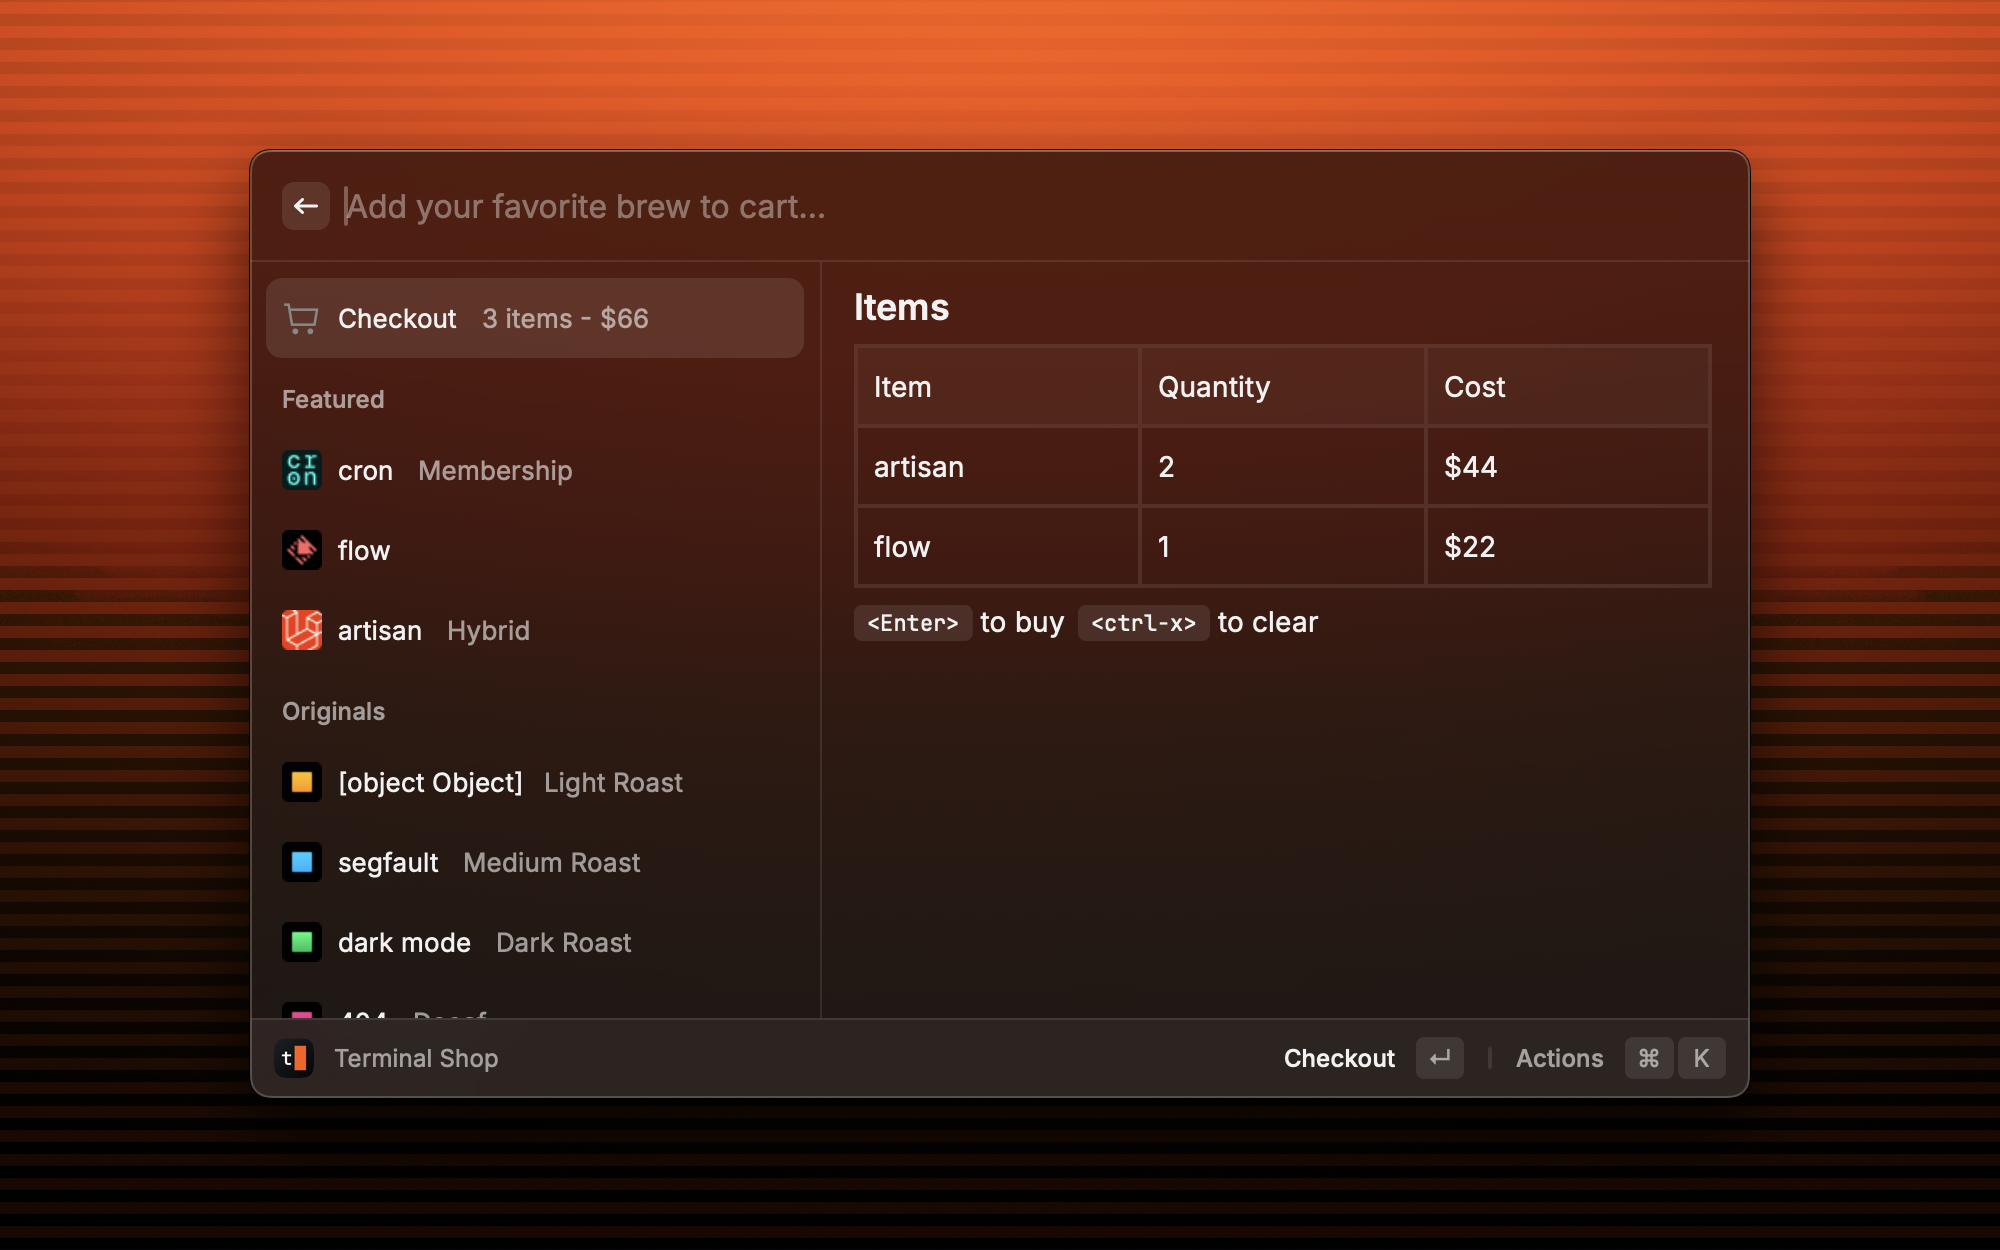 Add your favorite brew to cart...
Checkout 3 items - $66
Featured
cron Membership
flow
artisan Hybrid
Originals
[object Object] Light Roast
segfault Medium Roast
dark mode Dark Roast
404 Decaf
Items
Item Quantity Cost
artisan 2 $44
flow 1 $22
<Enter> to buy <ctrl-x> to clear
t Terminal Shop
Checkout ↵ Actions ⌘ K